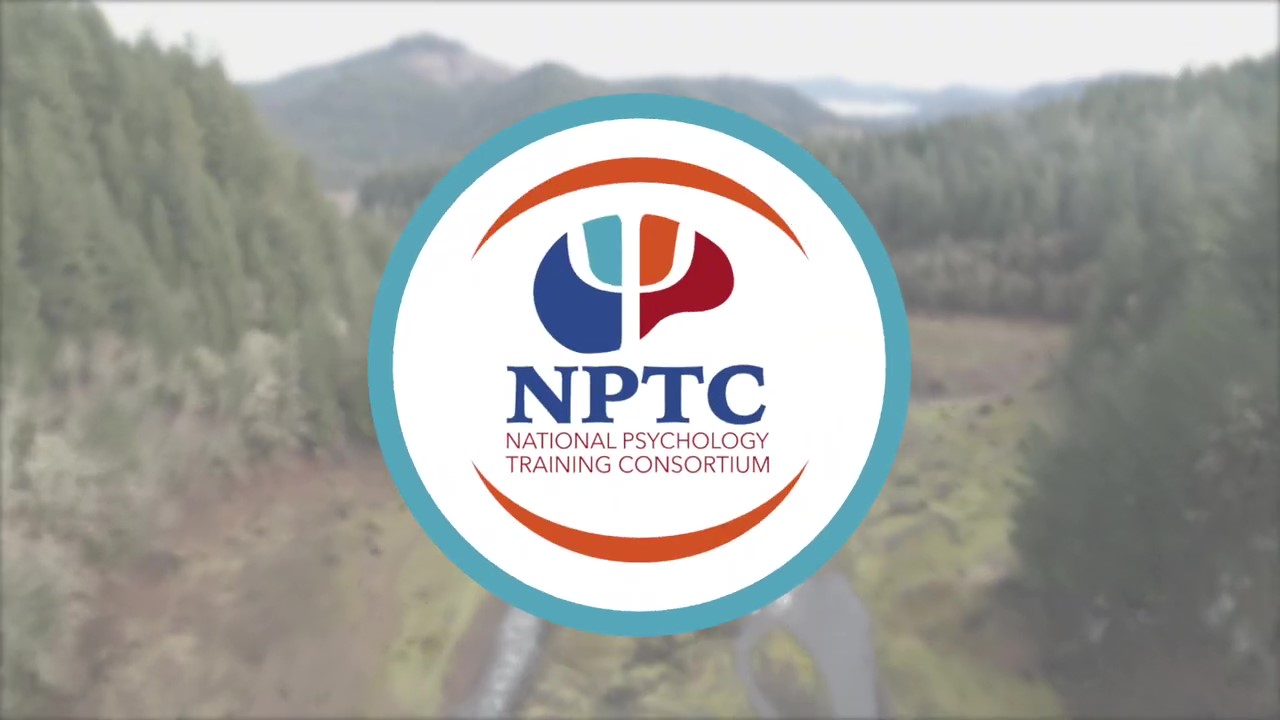 NPTC
NATIONAL PSYCHOLOGY
TRAINING CONSORTIUM